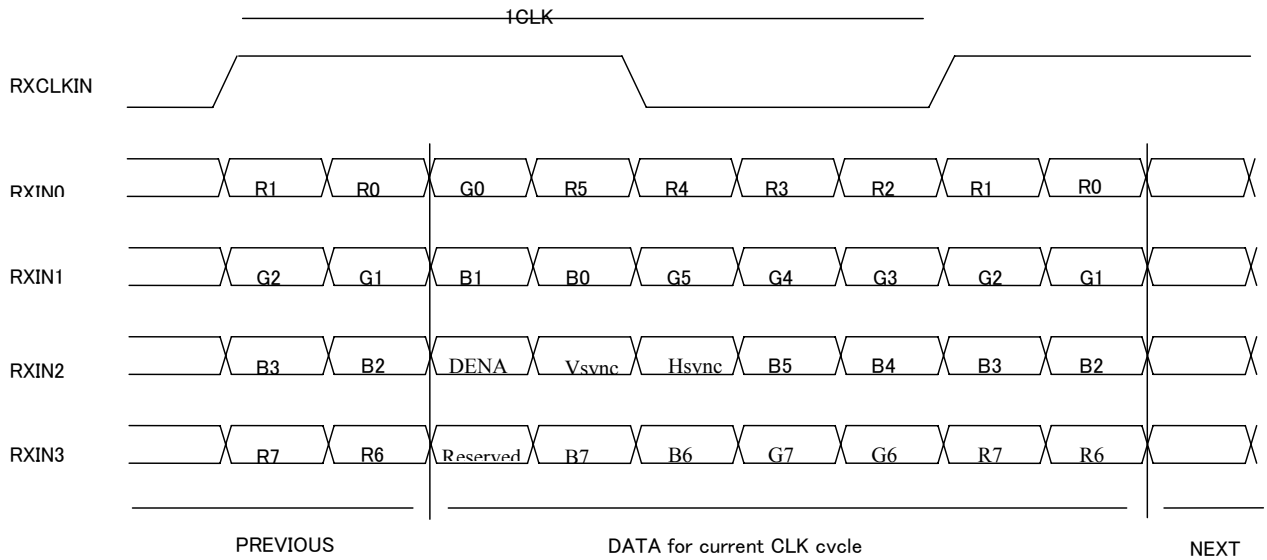 1CLK
RXCLKIN
RXIN0 R1 R0 G0 R5 R4 R3 R2 R1 R0
RXIN1 G2 G1 B1 B0 G5 G4 G3 G2 G1
RXIN2 B3 B2 DENA Vsync Hsync B5 B4 B3 B2
RXIN3 R7 R6 Reserved B7 B6 G7 G6 R7 R6
PREVIOUS DATA for current CLK cycle NEXT